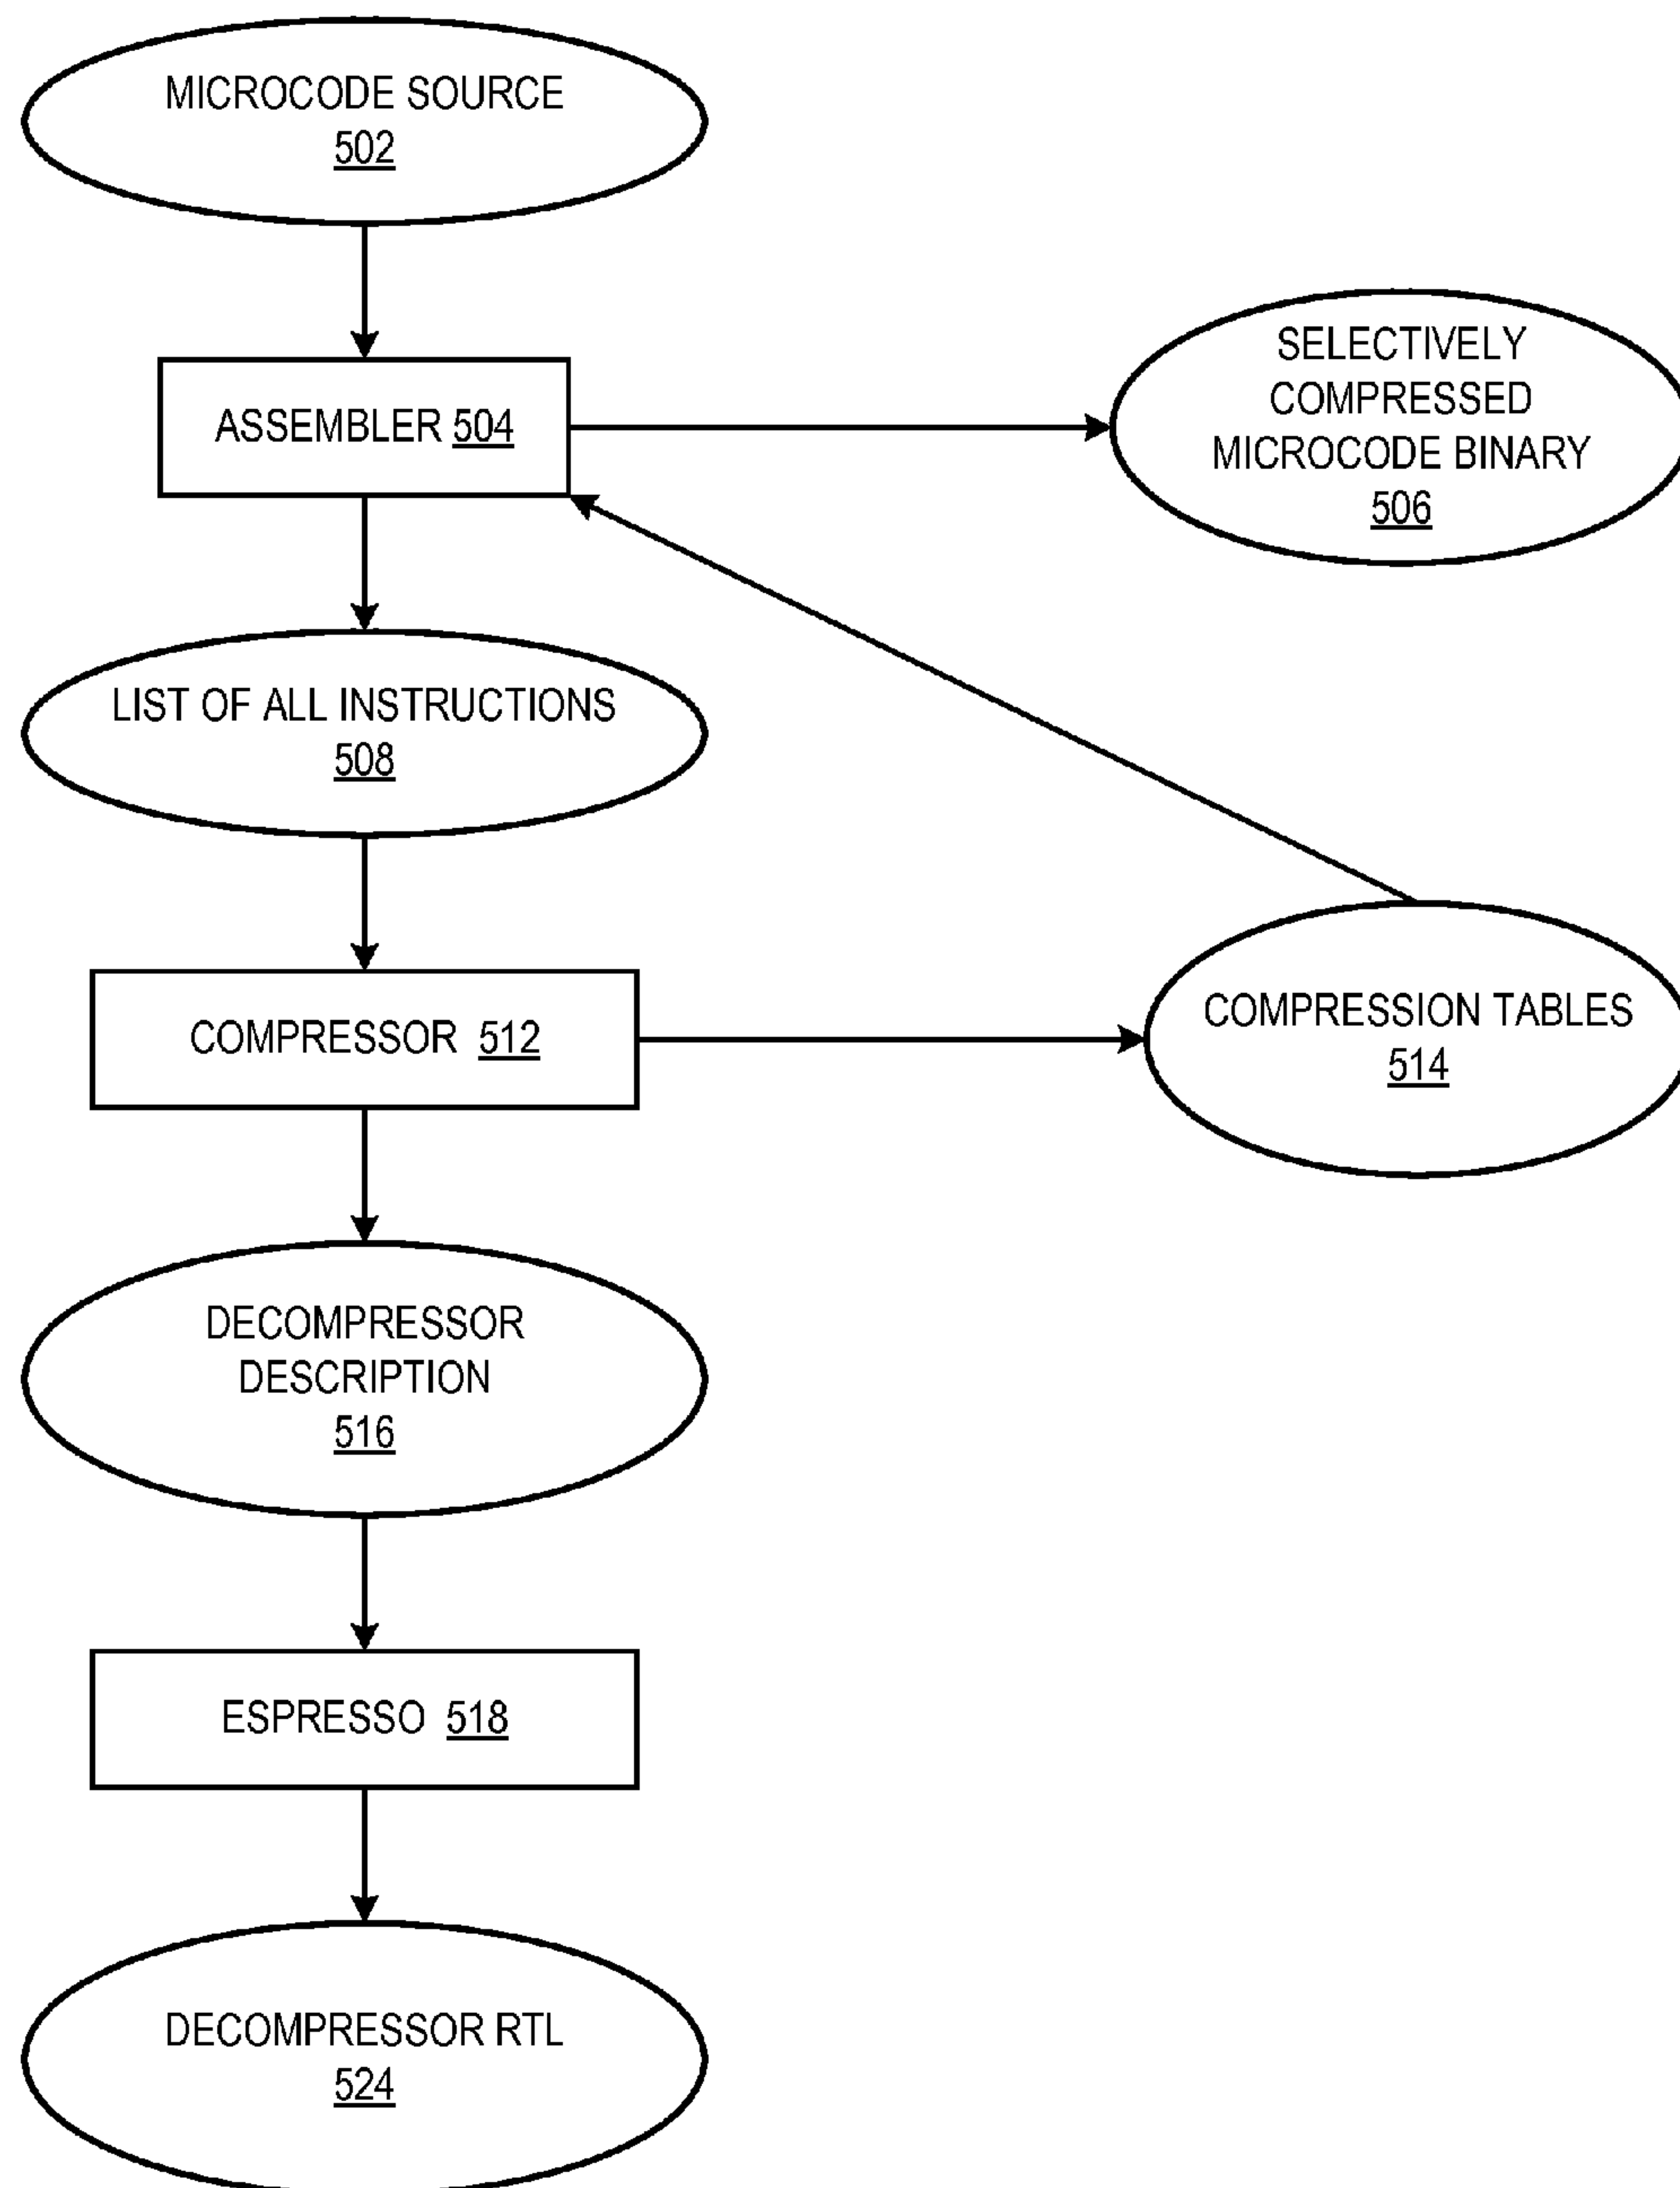 MICROCODE SOURCE
502
ASSEMBLER 504
SELECTIVELY
COMPRESSED
MICROCODE BINARY
506
LIST OF ALL INSTRUCTIONS
508
COMPRESSOR 512
COMPRESSION TABLES
514
DECOMPRESSOR
DESCRIPTION
516
ESPRESSO 518
DECOMPRESSOR RTL
524